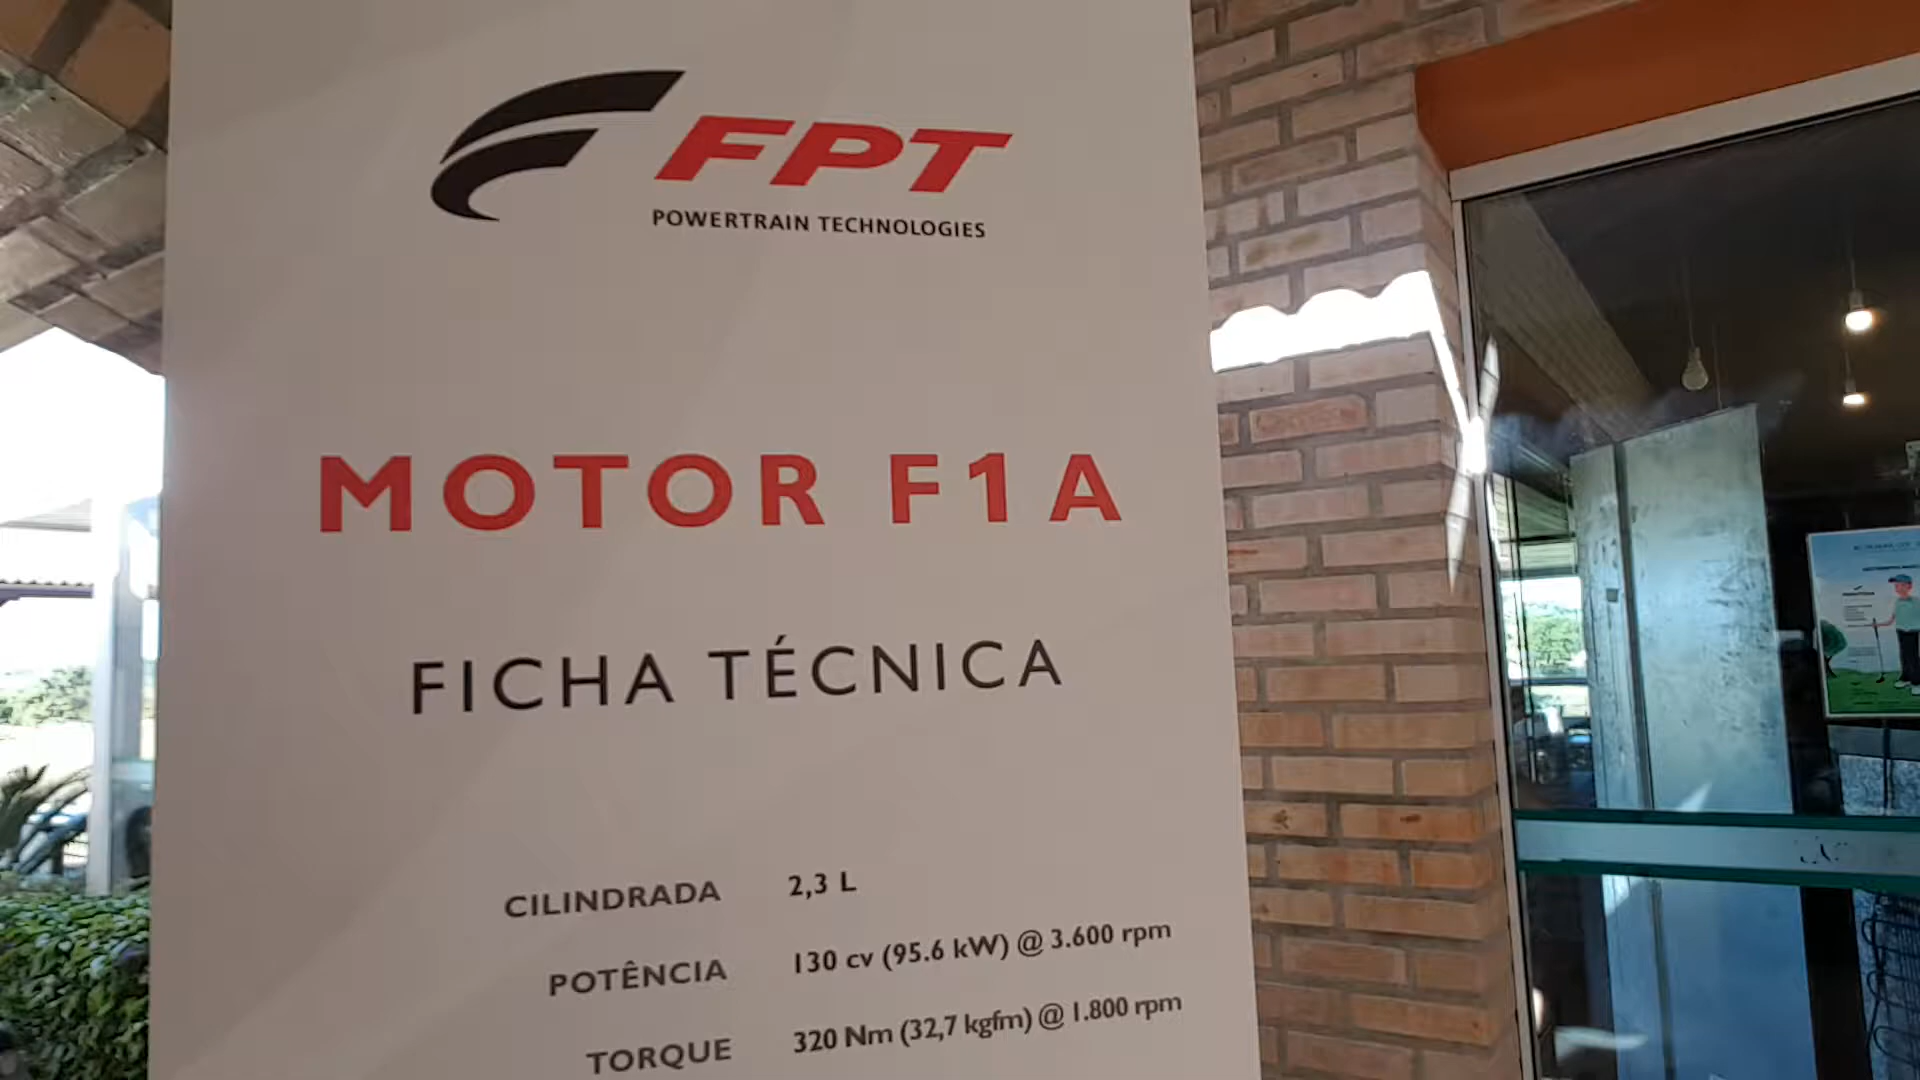 FPT
POWERTRAIN TECHNOLOGIES
MOTOR F1A
FICHA TÉCNICA
CILINDRADA 2,3 L
POTÊNCIA 130 cv (95.6 kW) @ 3.600 rpm
TORQUE 320 Nm (32,7 kgfm) @ 1.800 rpm